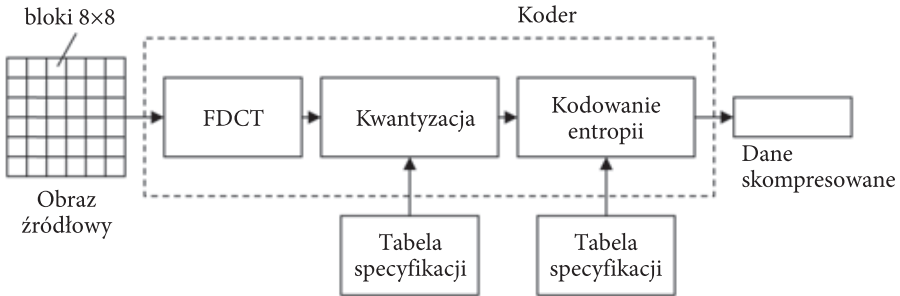 bloki 8×8
Koder
FDCT
Kwantyzacja
Kodowanie
entropii
Dane
skompresowane
Obraz
źródłowy
Tabela
specyfikacji
Tabela
specyfikacji